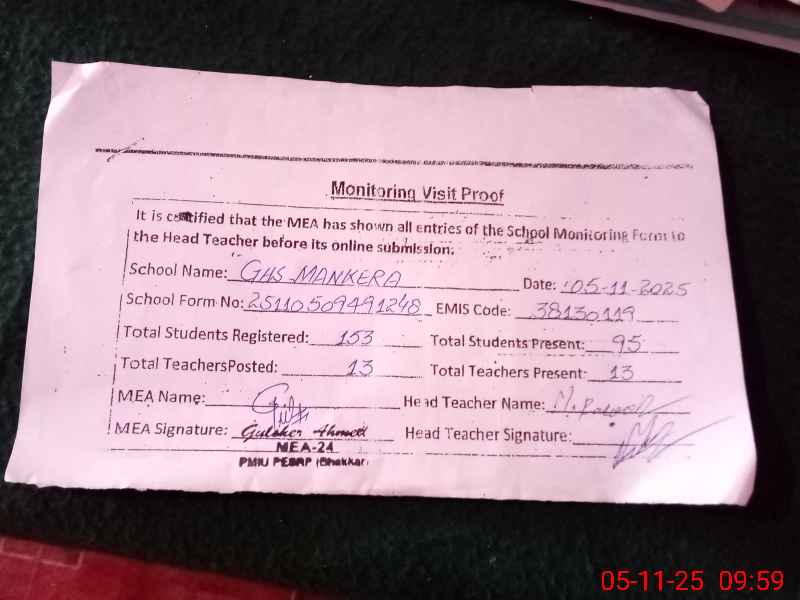 Monitoring Visit Proof
It is certified that the MEA has shown all entries of the School Monitoring Form to
the Head Teacher before its online submission.
School Name: GHS MANKERA Date: 05-11-2025
School Form No: 25110509491248 EMIS Code: 38130119
Total Students Registered: 153 Total Students Present: 95
Total TeachersPosted: 13 Total Teachers Present: 13
MEA Name: Head Teacher Name:
MEA Signature: Gulsher Ahmed Head Teacher Signature:
MEA-24
PMIU PESRP (Bhakkar)
05-11-25 09:59